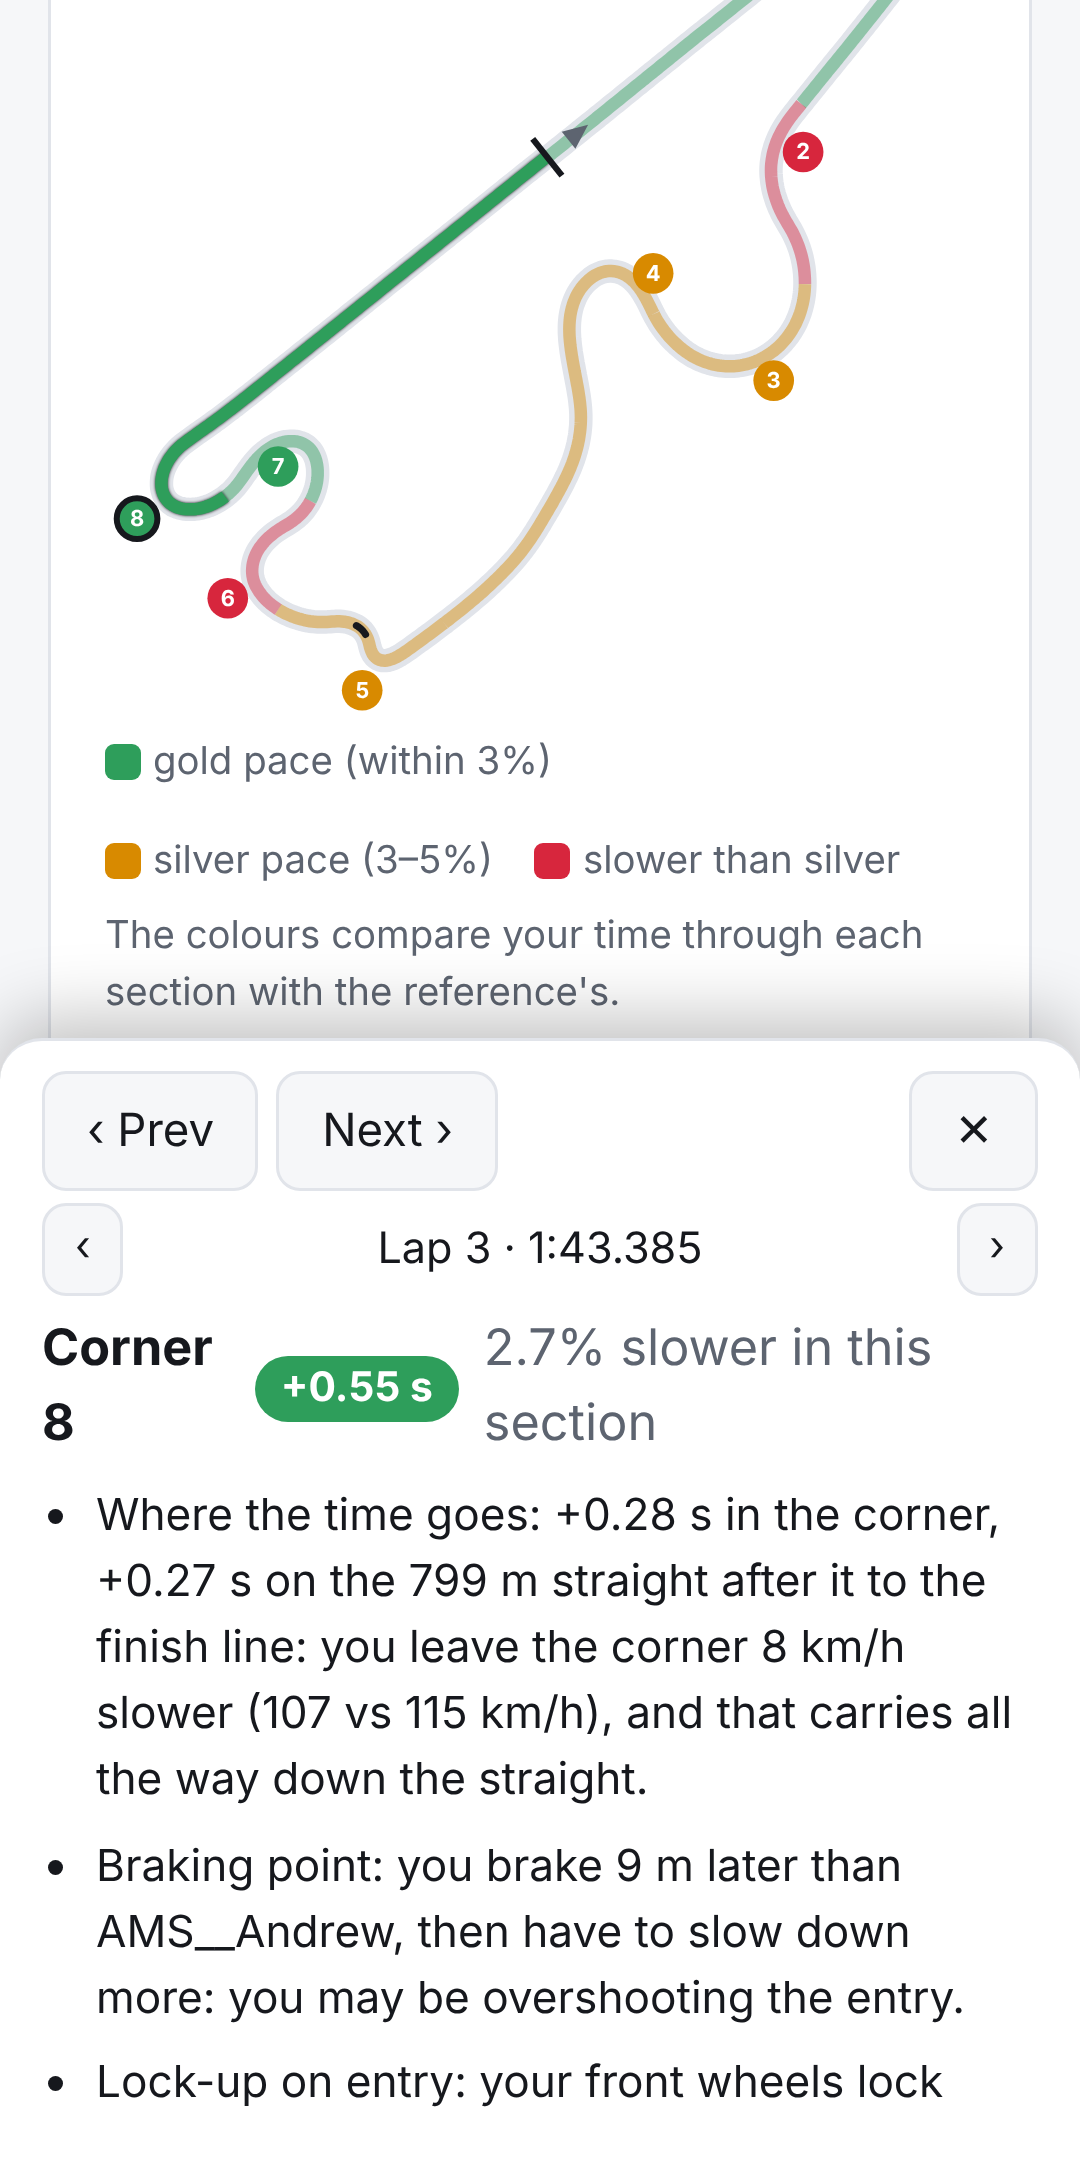 2
4
3
7
8
6
5
gold pace (within 3%)
silver pace (3–5%) slower than silver
The colours compare your time through each
section with the reference's.
‹ Prev Next › ✕
‹ Lap 3 · 1:43.385 ›
Corner 8 +0.55 s 2.7% slower in this section
• Where the time goes: +0.28 s in the corner,
+0.27 s on the 799 m straight after it to the
finish line: you leave the corner 8 km/h
slower (107 vs 115 km/h), and that carries all
the way down the straight.
• Braking point: you brake 9 m later than
AMS__Andrew, then have to slow down
more: you may be overshooting the entry.
• Lock-up on entry: your front wheels lock